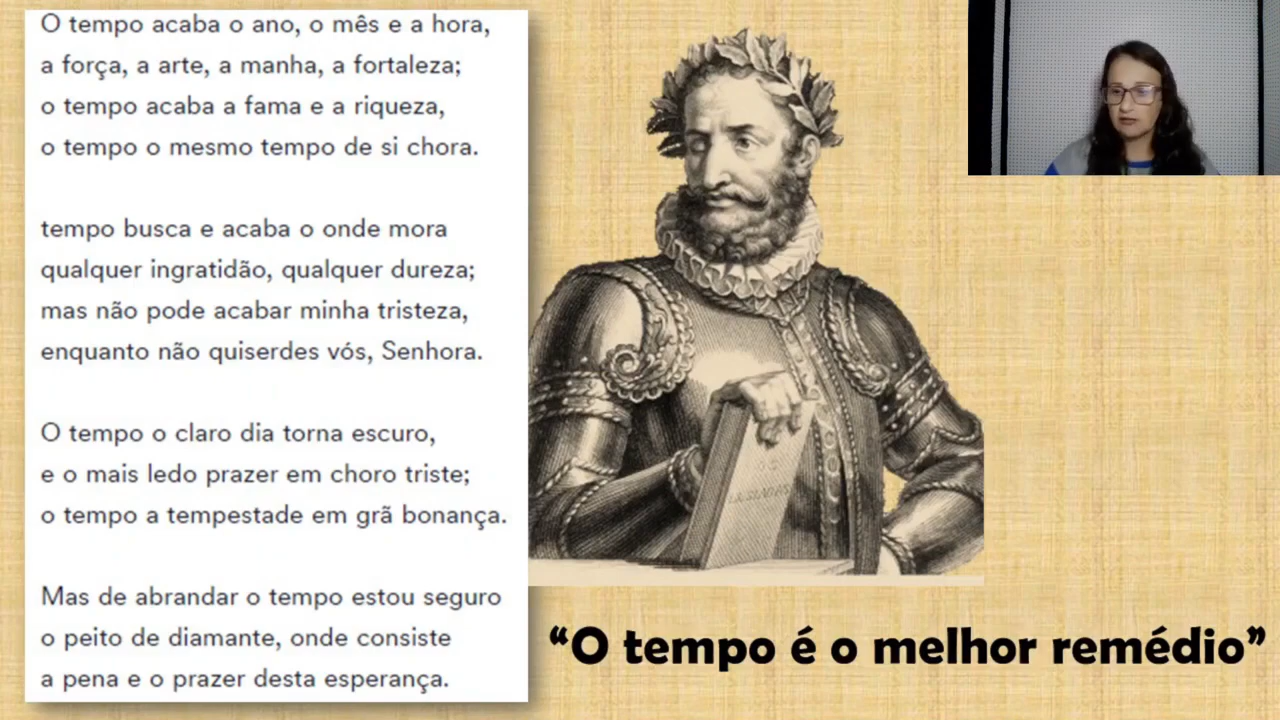 O tempo acaba o ano, o mês e a hora,
a força, a arte, a manha, a fortaleza;
o tempo acaba a fama e a riqueza,
o tempo o mesmo tempo de si chora.
tempo busca e acaba o onde mora
qualquer ingratidão, qualquer dureza;
mas não pode acabar minha tristeza,
enquanto não quiserdes vós, Senhora.
O tempo o claro dia torna escuro,
e o mais ledo prazer em choro triste;
o tempo a tempestade em grã bonança.
Mas de abrandar o tempo estou seguro
o peito de diamante, onde consiste
a pena e o prazer desta esperança.
“O tempo é o melhor remédio”